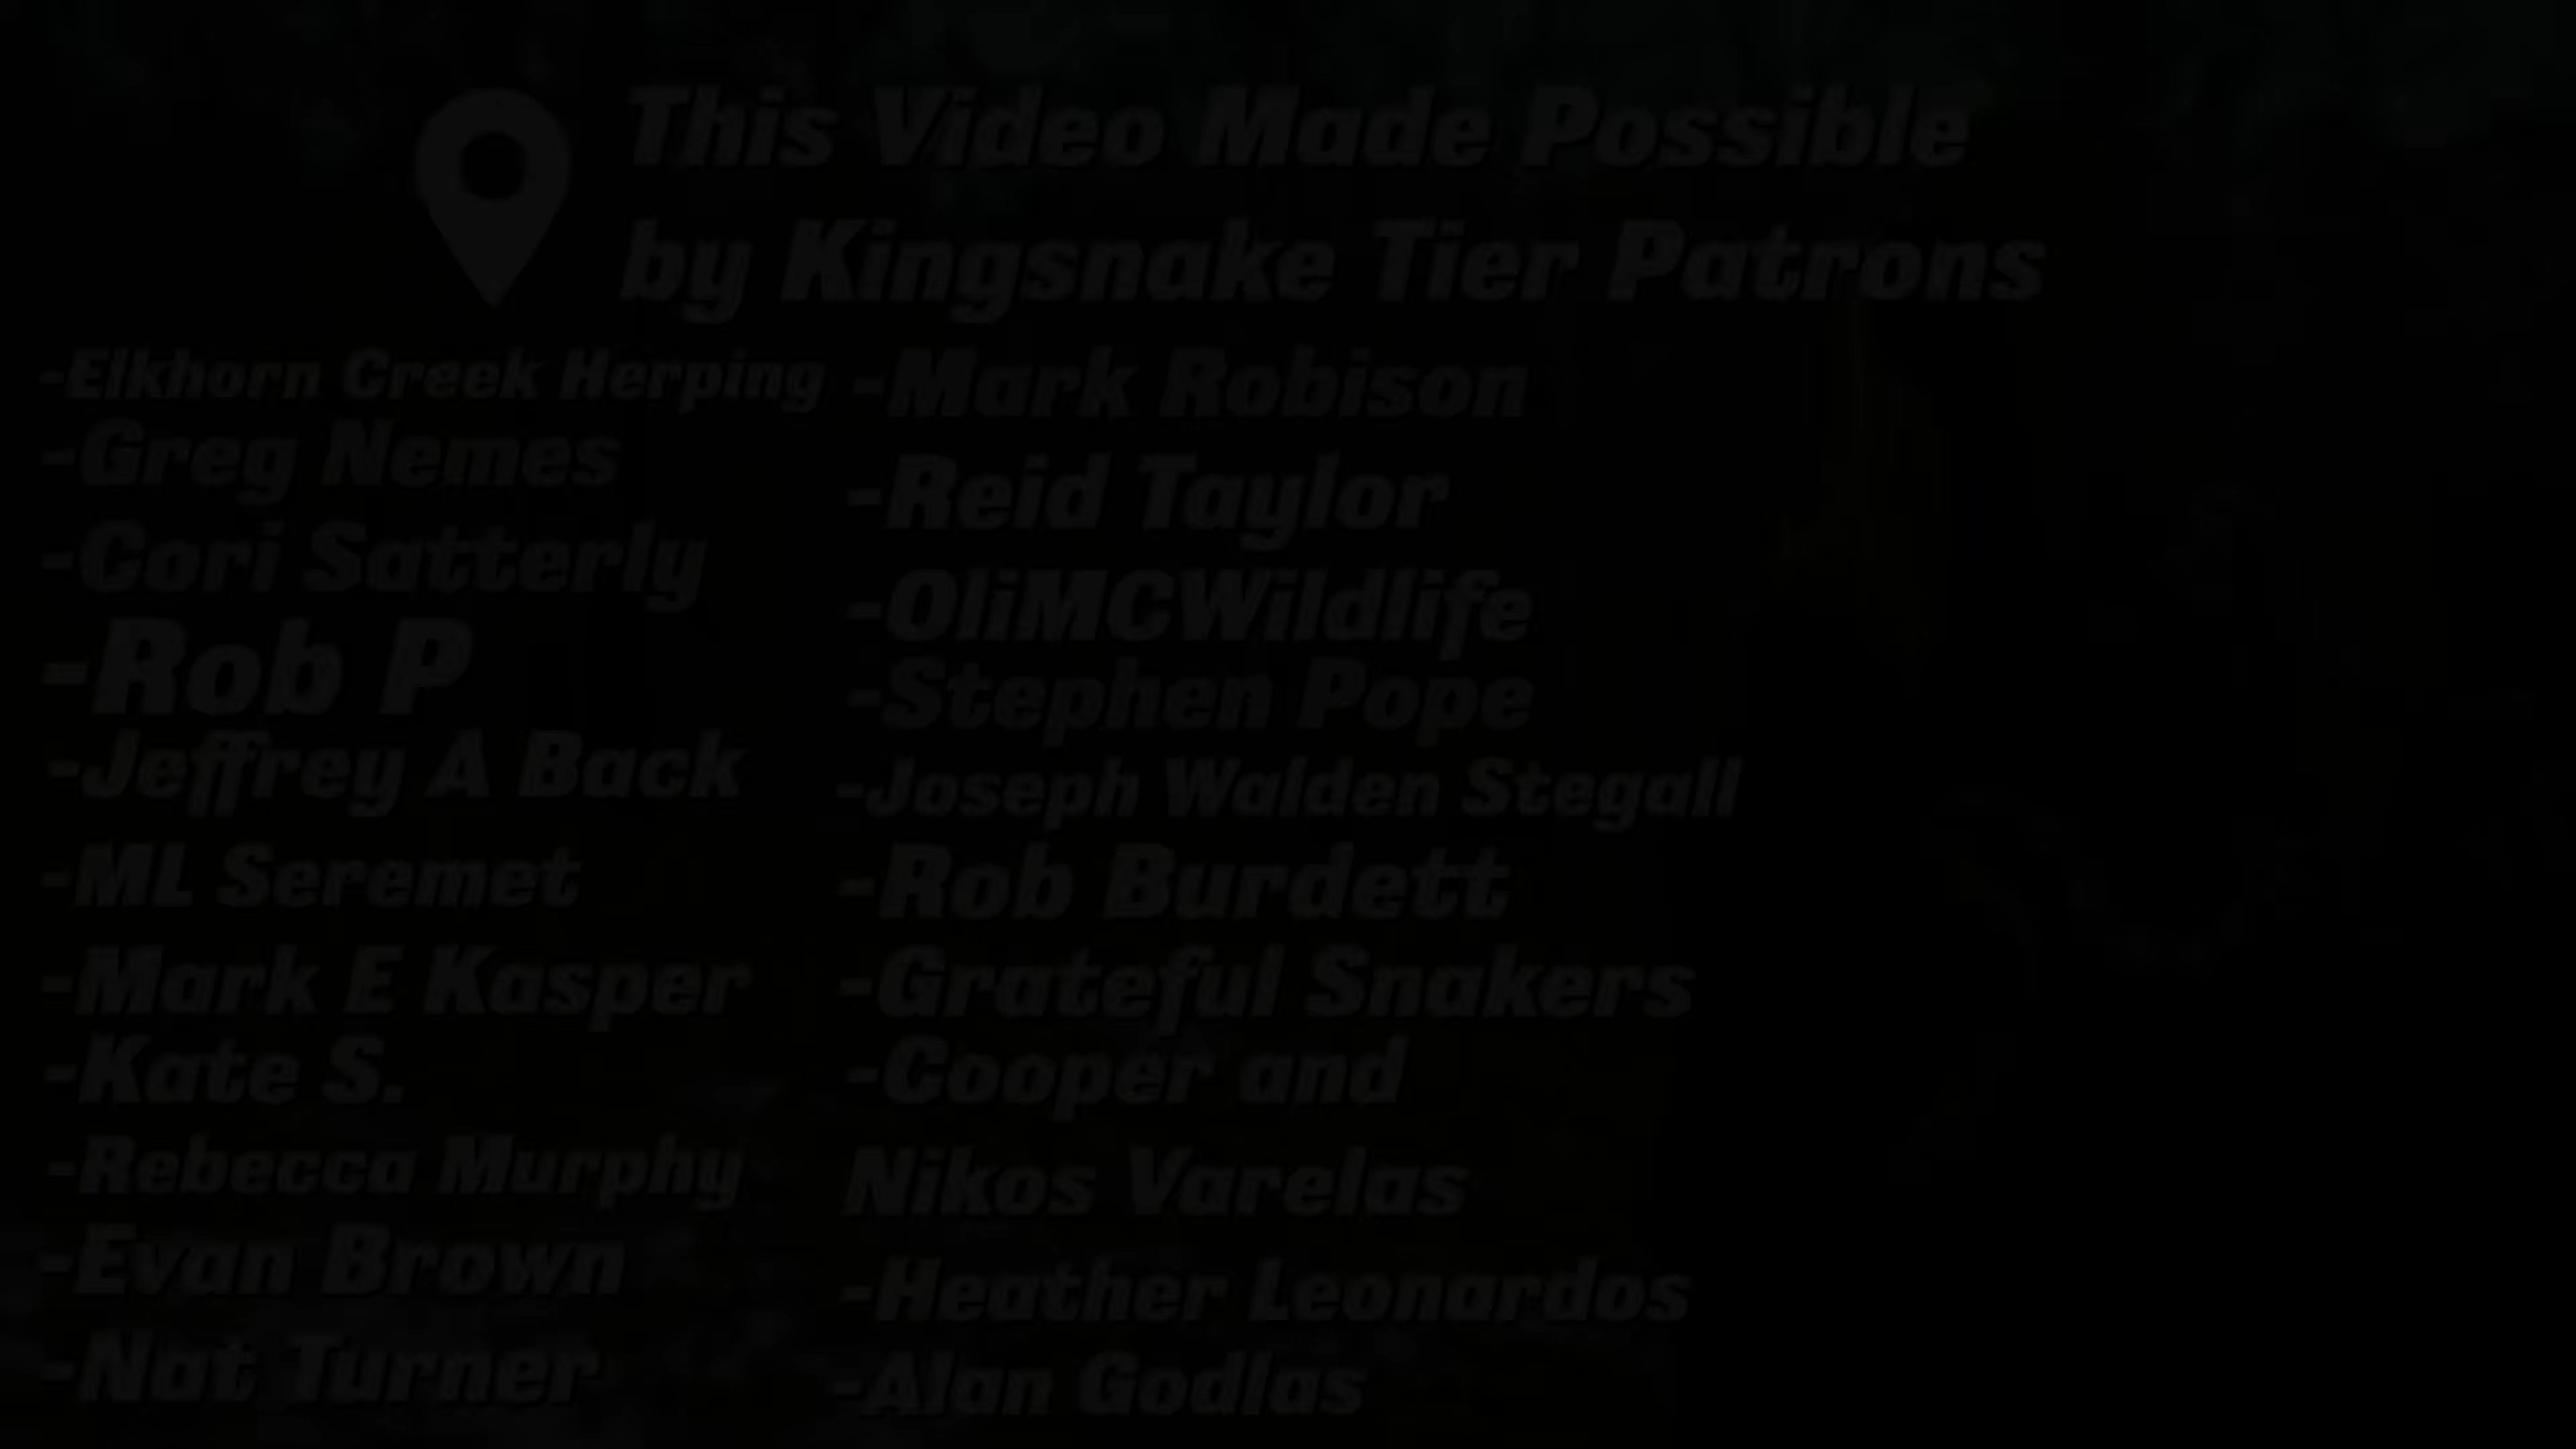 This Video Made Possible
by Kingsnake Tier Patrons
-Elkhorn Creek Herping
-Greg Nemes
-Cori Satterly
-Rob P
-Jeffrey A Back
-ML Seremet
-Mark E Kasper
-Kate S.
-Rebecca Murphy
-Evan Brown
-Nat Turner
-Mark Robison
-Reid Taylor
-OliMCWildlife
-Stephen Pope
-Joseph Walden Stegall
-Rob Burdett
-Grateful Snakers
-Cooper and
Nikos Varelas
-Heather Leonardos
-Alan Godlas